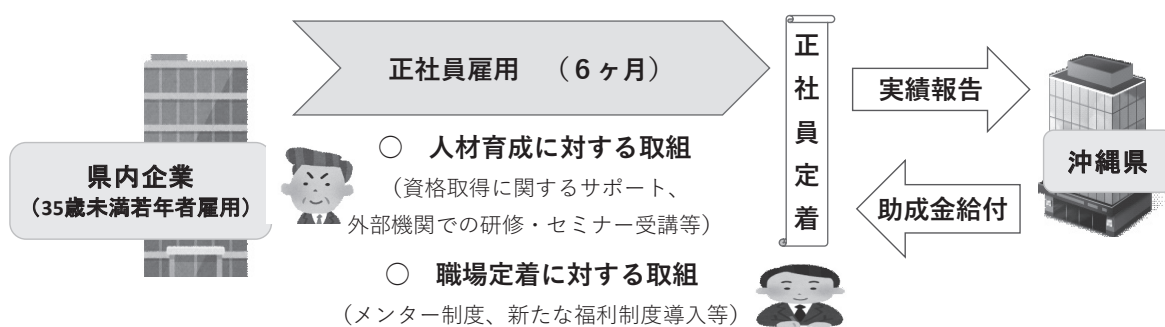 正社員雇用　（６ヶ月）
県内企業
（35歳未満若年者雇用）
○　人材育成に対する取組
（資格取得に関するサポート、
外部機関での研修・セミナー受講等）
○　職場定着に対する取組
（メンター制度、新たな福利制度導入等）
正社員定着
実績報告
助成金給付
沖縄県